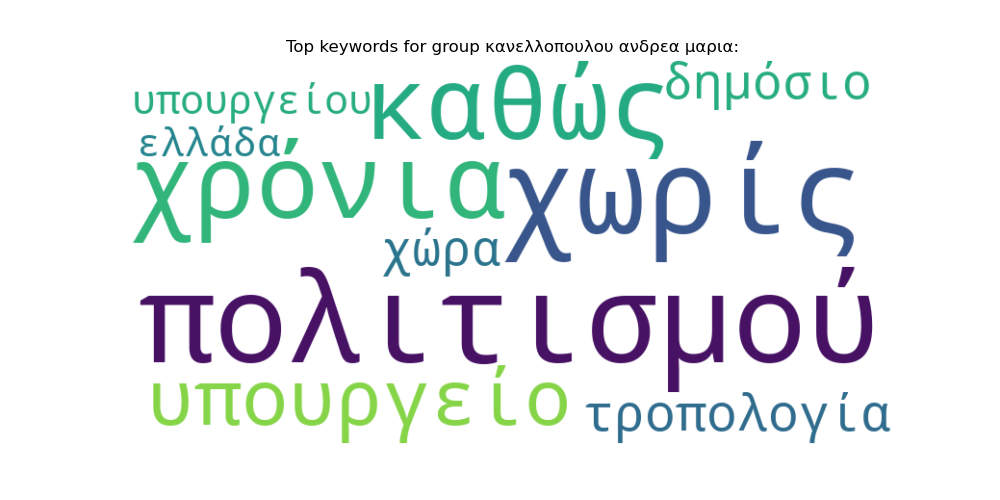 Top keywords for group κανελλοπουλου ανδρεα μαρια:
υπουργείου καθώς δημόσιο
ελλάδα
χρόνια χωρίς
χώρα
πολιτισμού
υπουργείο τροπολογία